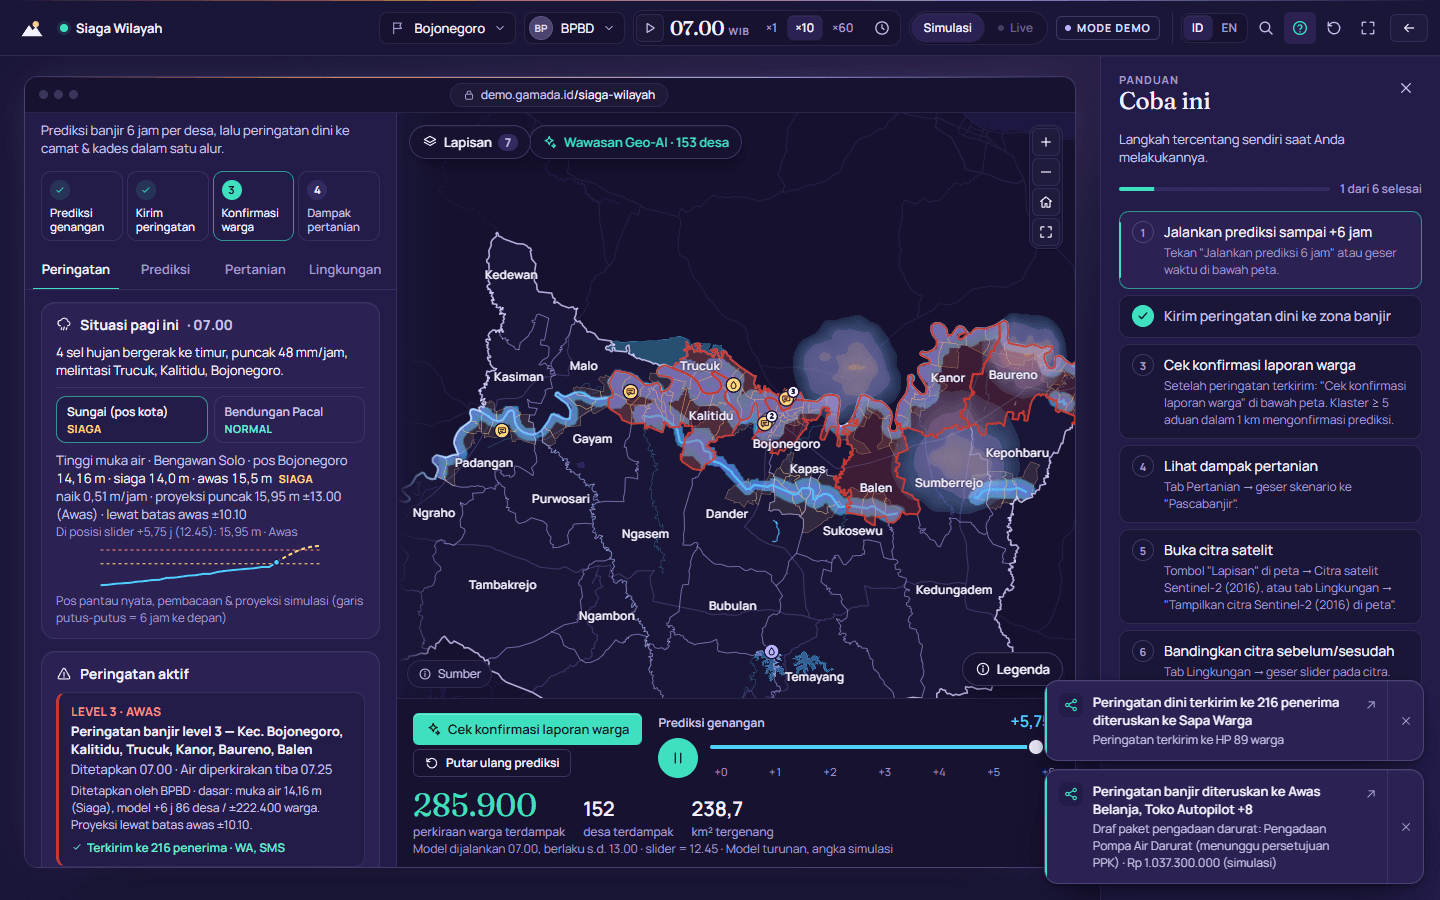 Siaga Wilayah
Bojonegoro
BP BPBD
07.00 WIB
×1 ×10 ×60
Simulasi
Live
MODE DEMO
ID EN
demo.gamada.id/siaga-wilayah
Prediksi banjir 6 jam per desa, lalu peringatan dini ke
camat & kades dalam satu alur.
Prediksi
genangan
Kirim
peringatan
3
Konfirmasi
warga
4
Dampak
pertanian
Peringatan Prediksi Pertanian Lingkungan
Situasi pagi ini · 07.00
4 sel hujan bergerak ke timur, puncak 48 mm/jam,
melintasi Trucuk, Kalitidu, Bojonegoro.
Sungai (pos kota)
SIAGA
Bendungan Pacal
NORMAL
Tinggi muka air · Bengawan Solo · pos Bojonegoro
14,16 m · siaga 14,0 m · awas 15,5 m SIAGA
naik 0,51 m/jam · proyeksi puncak 15,95 m ±13.00
(Awas) · lewat batas awas ±10.10
Di posisi slider +5,75 j (12.45): 15,95 m · Awas
Pos pantau nyata, pembacaan & proyeksi simulasi (garis
putus-putus = 6 jam ke depan)
Peringatan aktif
LEVEL 3 · AWAS
Peringatan banjir level 3 — Kec. Bojonegoro,
Kalitidu, Trucuk, Kanor, Baureno, Balen
Ditetapkan 07.00 · Air diperkirakan tiba 07.25
Ditetapkan oleh BPBD · dasar: muka air 14,16 m
(Siaga), model +6 j 86 desa / ±222.400 warga.
Proyeksi lewat batas awas ±10.10.
Terkirim ke 216 penerima · WA, SMS
Lapisan 7
Wawasan Geo-AI · 153 desa
Kedewan
Malo
Trucuk
Kasiman
Kanor
Baureno
Kalitidu
Gayam
Bojonegoro
3
2
Padangan
Kapas
Kepohbaru
Purwosari
Balen
Sumberrejo
Ngraho
Dander
Ngasem
Sukosewu
Tambakrejo
Kedungadem
Bubulan
Ngambon
Temayang
Sumber
Legenda
Cek konfirmasi laporan warga
Putar ulang prediksi
Prediksi genangan
+5,75
+0 +1 +2 +3 +4 +5
285.900
perkiraan warga terdampak
152
desa terdampak
238,7
km² tergenang
Model dijalankan 07.00, berlaku s.d. 13.00 · slider = 12.45 · Model turunan, angka simulasi
PANDUAN
Coba ini
Langkah tercentang sendiri saat Anda
melakukannya.
1 dari 6 selesai
1
Jalankan prediksi sampai +6 jam
Tekan "Jalankan prediksi 6 jam" atau geser
waktu di bawah peta.
Kirim peringatan dini ke zona banjir
3
Cek konfirmasi laporan warga
Setelah peringatan terkirim: "Cek konfirmasi
laporan warga" di bawah peta. Klaster ≥ 5
aduan dalam 1 km mengonfirmasi prediksi.
4
Lihat dampak pertanian
Tab Pertanian → geser skenario ke
"Pascabanjir".
5
Buka citra satelit
Tombol "Lapisan" di peta → Citra satelit
Sentinel-2 (2016), atau tab Lingkungan →
"Tampilkan citra Sentinel-2 (2016) di peta".
6
Bandingkan citra sebelum/sesudah
Tab Lingkungan → geser slider pada citra.
Peringatan dini terkirim ke 216 penerima
diteruskan ke Sapa Warga
Peringatan terkirim ke HP 89 warga
Peringatan banjir diteruskan ke Awas
Belanja, Toko Autopilot +8
Draf paket pengadaan darurat: Pengadaan
Pompa Air Darurat (menunggu persetujuan
PPK) · Rp 1.037.300.000 (simulasi)